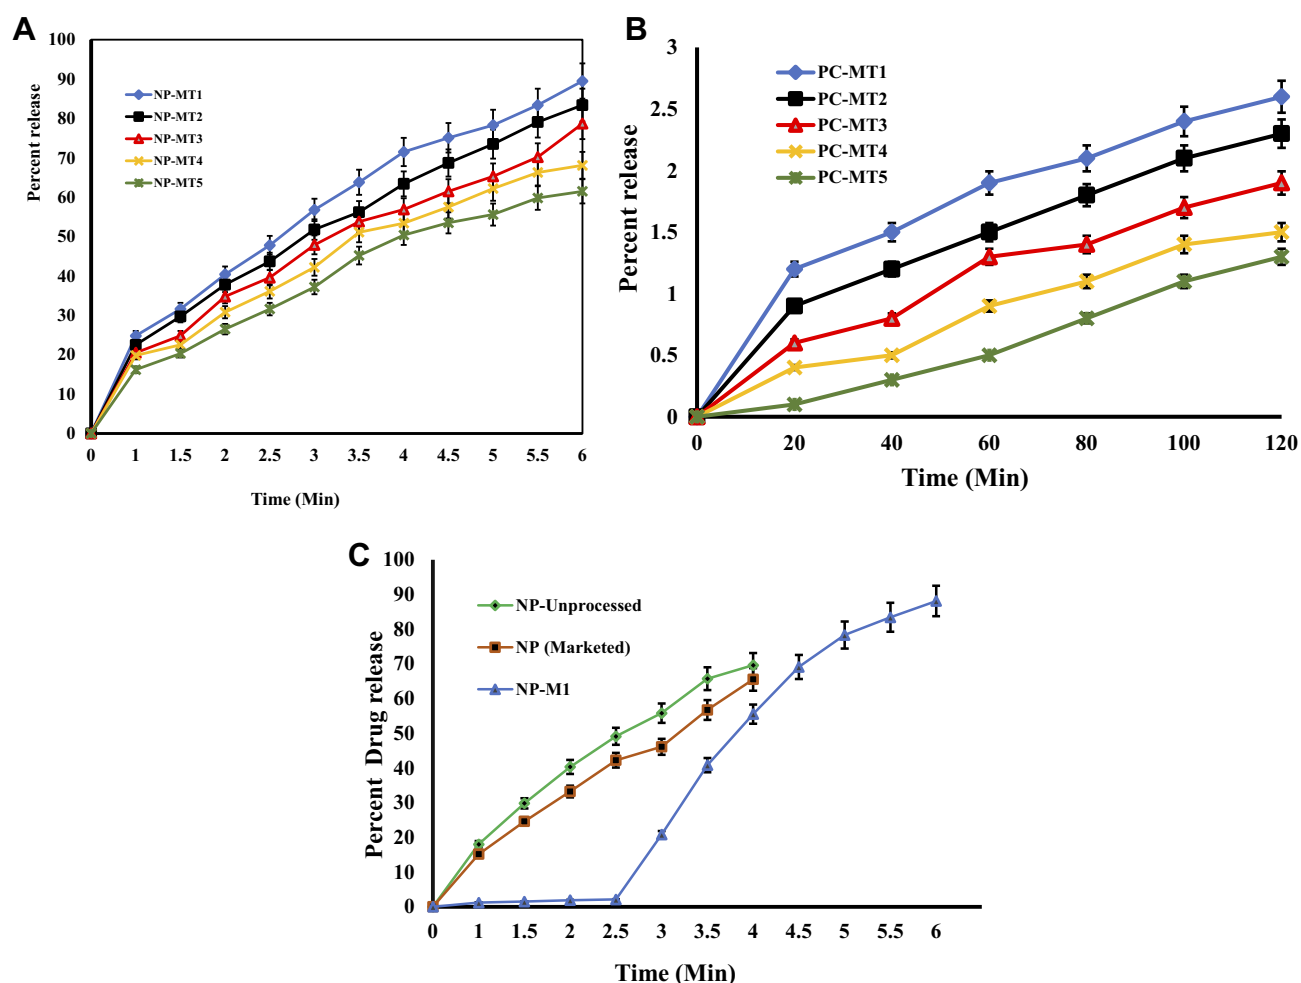 A
100
90
80
70
60
50
40
30
20
10
0
Percent release
NP-MT1
NP-MT2
NP-MT3
NP-MT4
NP-MT5
0 1 1.5 2 2.5 3 3.5 4 4.5 5 5.5 6
Time (Min)
B
3
2.5
2
1.5
1
0.5
0
Percent release
PC-MT1
PC-MT2
PC-MT3
PC-MT4
PC-MT5
0 20 40 60 80 100 120
Time (Min)
C
100
90
80
70
60
50
40
30
20
10
0
Percent Drug release
NP-Unprocessed
NP (Marketed)
NP-M1
0 1 1.5 2 2.5 3 3.5 4 4.5 5 5.5 6
Time (Min)